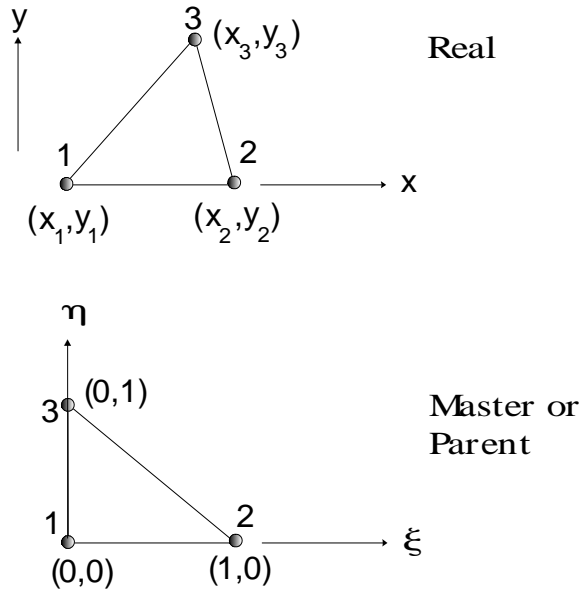 y
3 (x₃,y₃)
Real
1
2
x
(x₁,y₁)
(x₂,y₂)
η
3 (0,1)
Master or
Parent
1
2
ξ
(0,0)
(1,0)